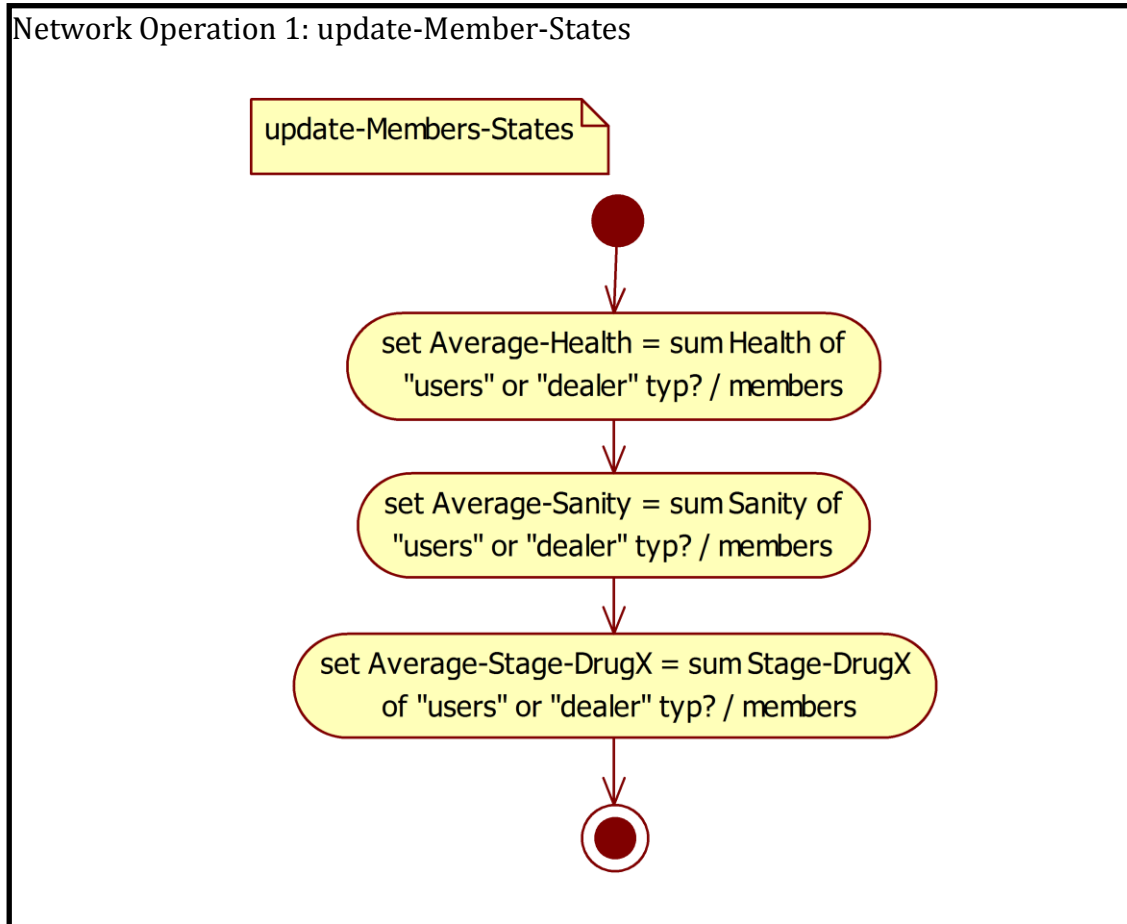 Network Operation 1: update-Member-States
update-Members-States
set Average-Health = sum Health of
"users" or "dealer" typ? / members
set Average-Sanity = sum Sanity of
"users" or "dealer" typ? / members
set Average-Stage-DrugX = sum Stage-DrugX
of "users" or "dealer" typ? / members